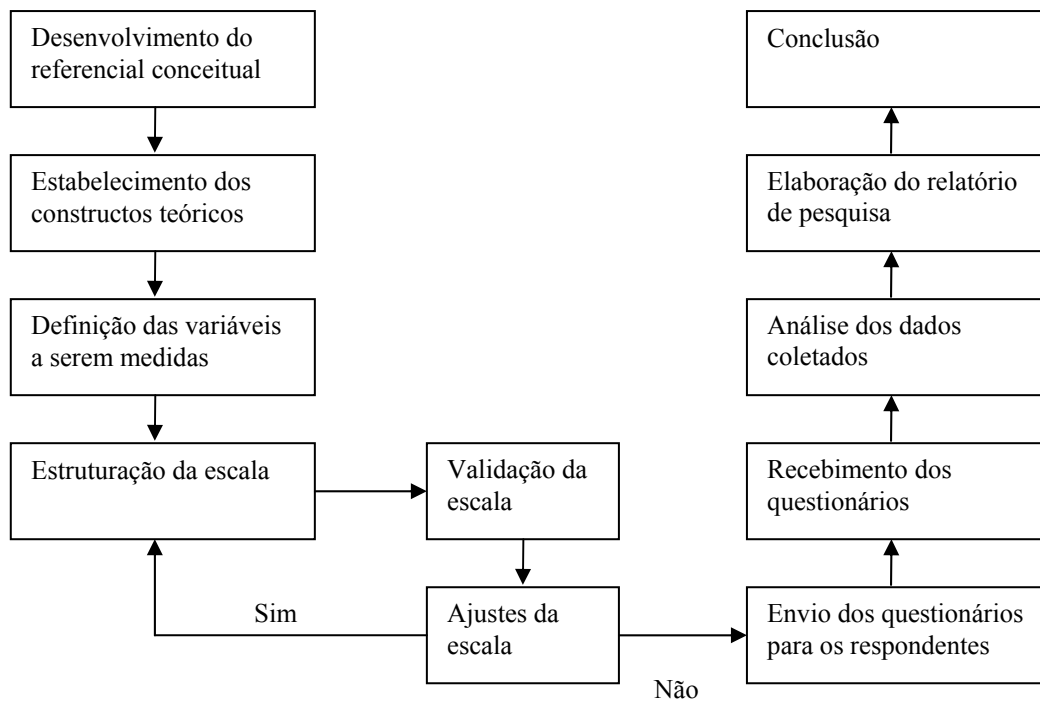 Desenvolvimento do
referencial conceitual
Estabelecimento dos
constructos teóricos
Definição das variáveis
a serem medidas
Estruturação da escala
Validação da
escala
Sim
Ajustes da
escala
Não
Envio dos questionários
para os respondentes
Recebimento dos
questionários
Análise dos dados
coletados
Elaboração do relatório
de pesquisa
Conclusão